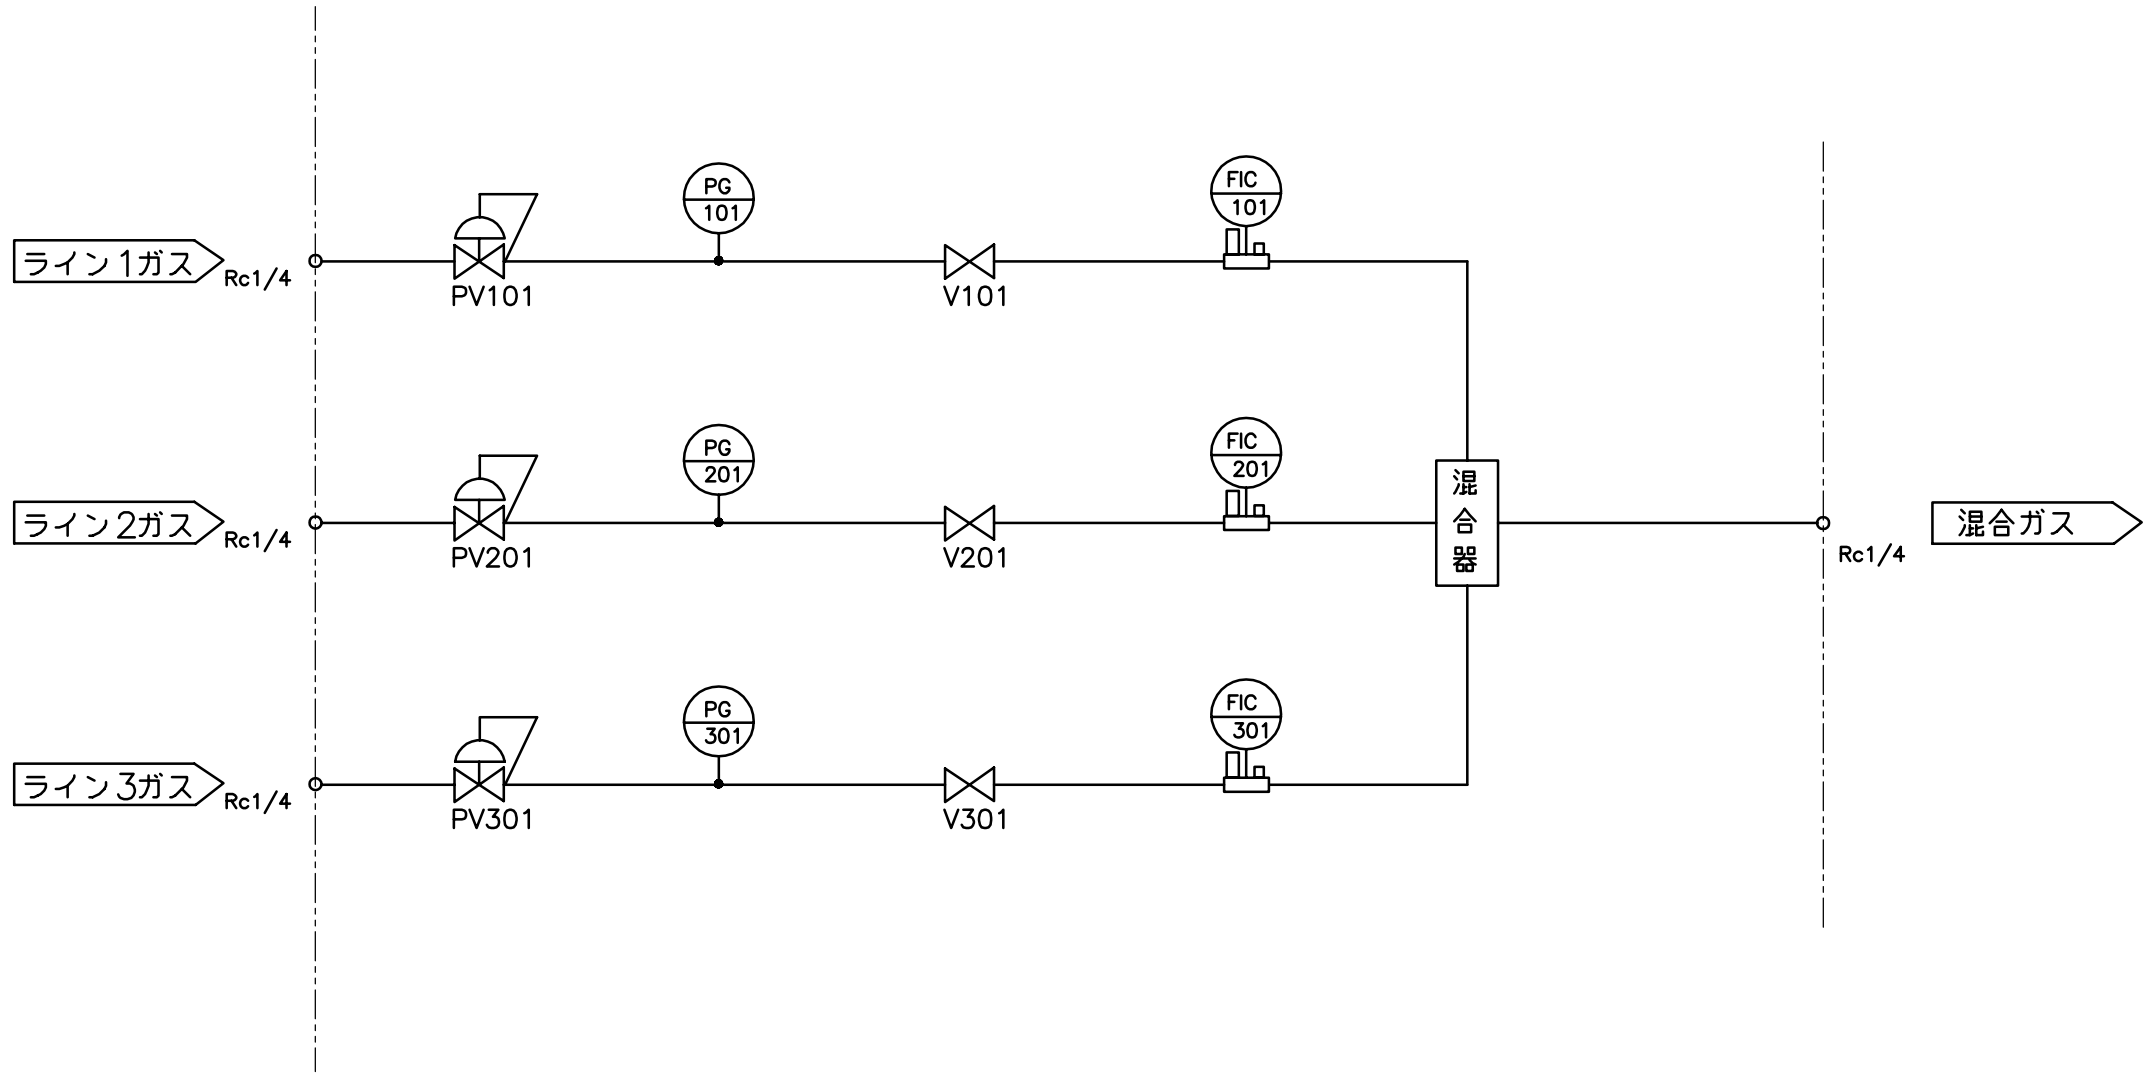 PG
101
FIC
101
ライン1ガス
Rc1/4
PV101
V101
PG
201
FIC
201
ライン2ガス
Rc1/4
PV201
V201
混合器
混合ガス
Rc1/4
PG
301
FIC
301
ライン3ガス
Rc1/4
PV301
V301